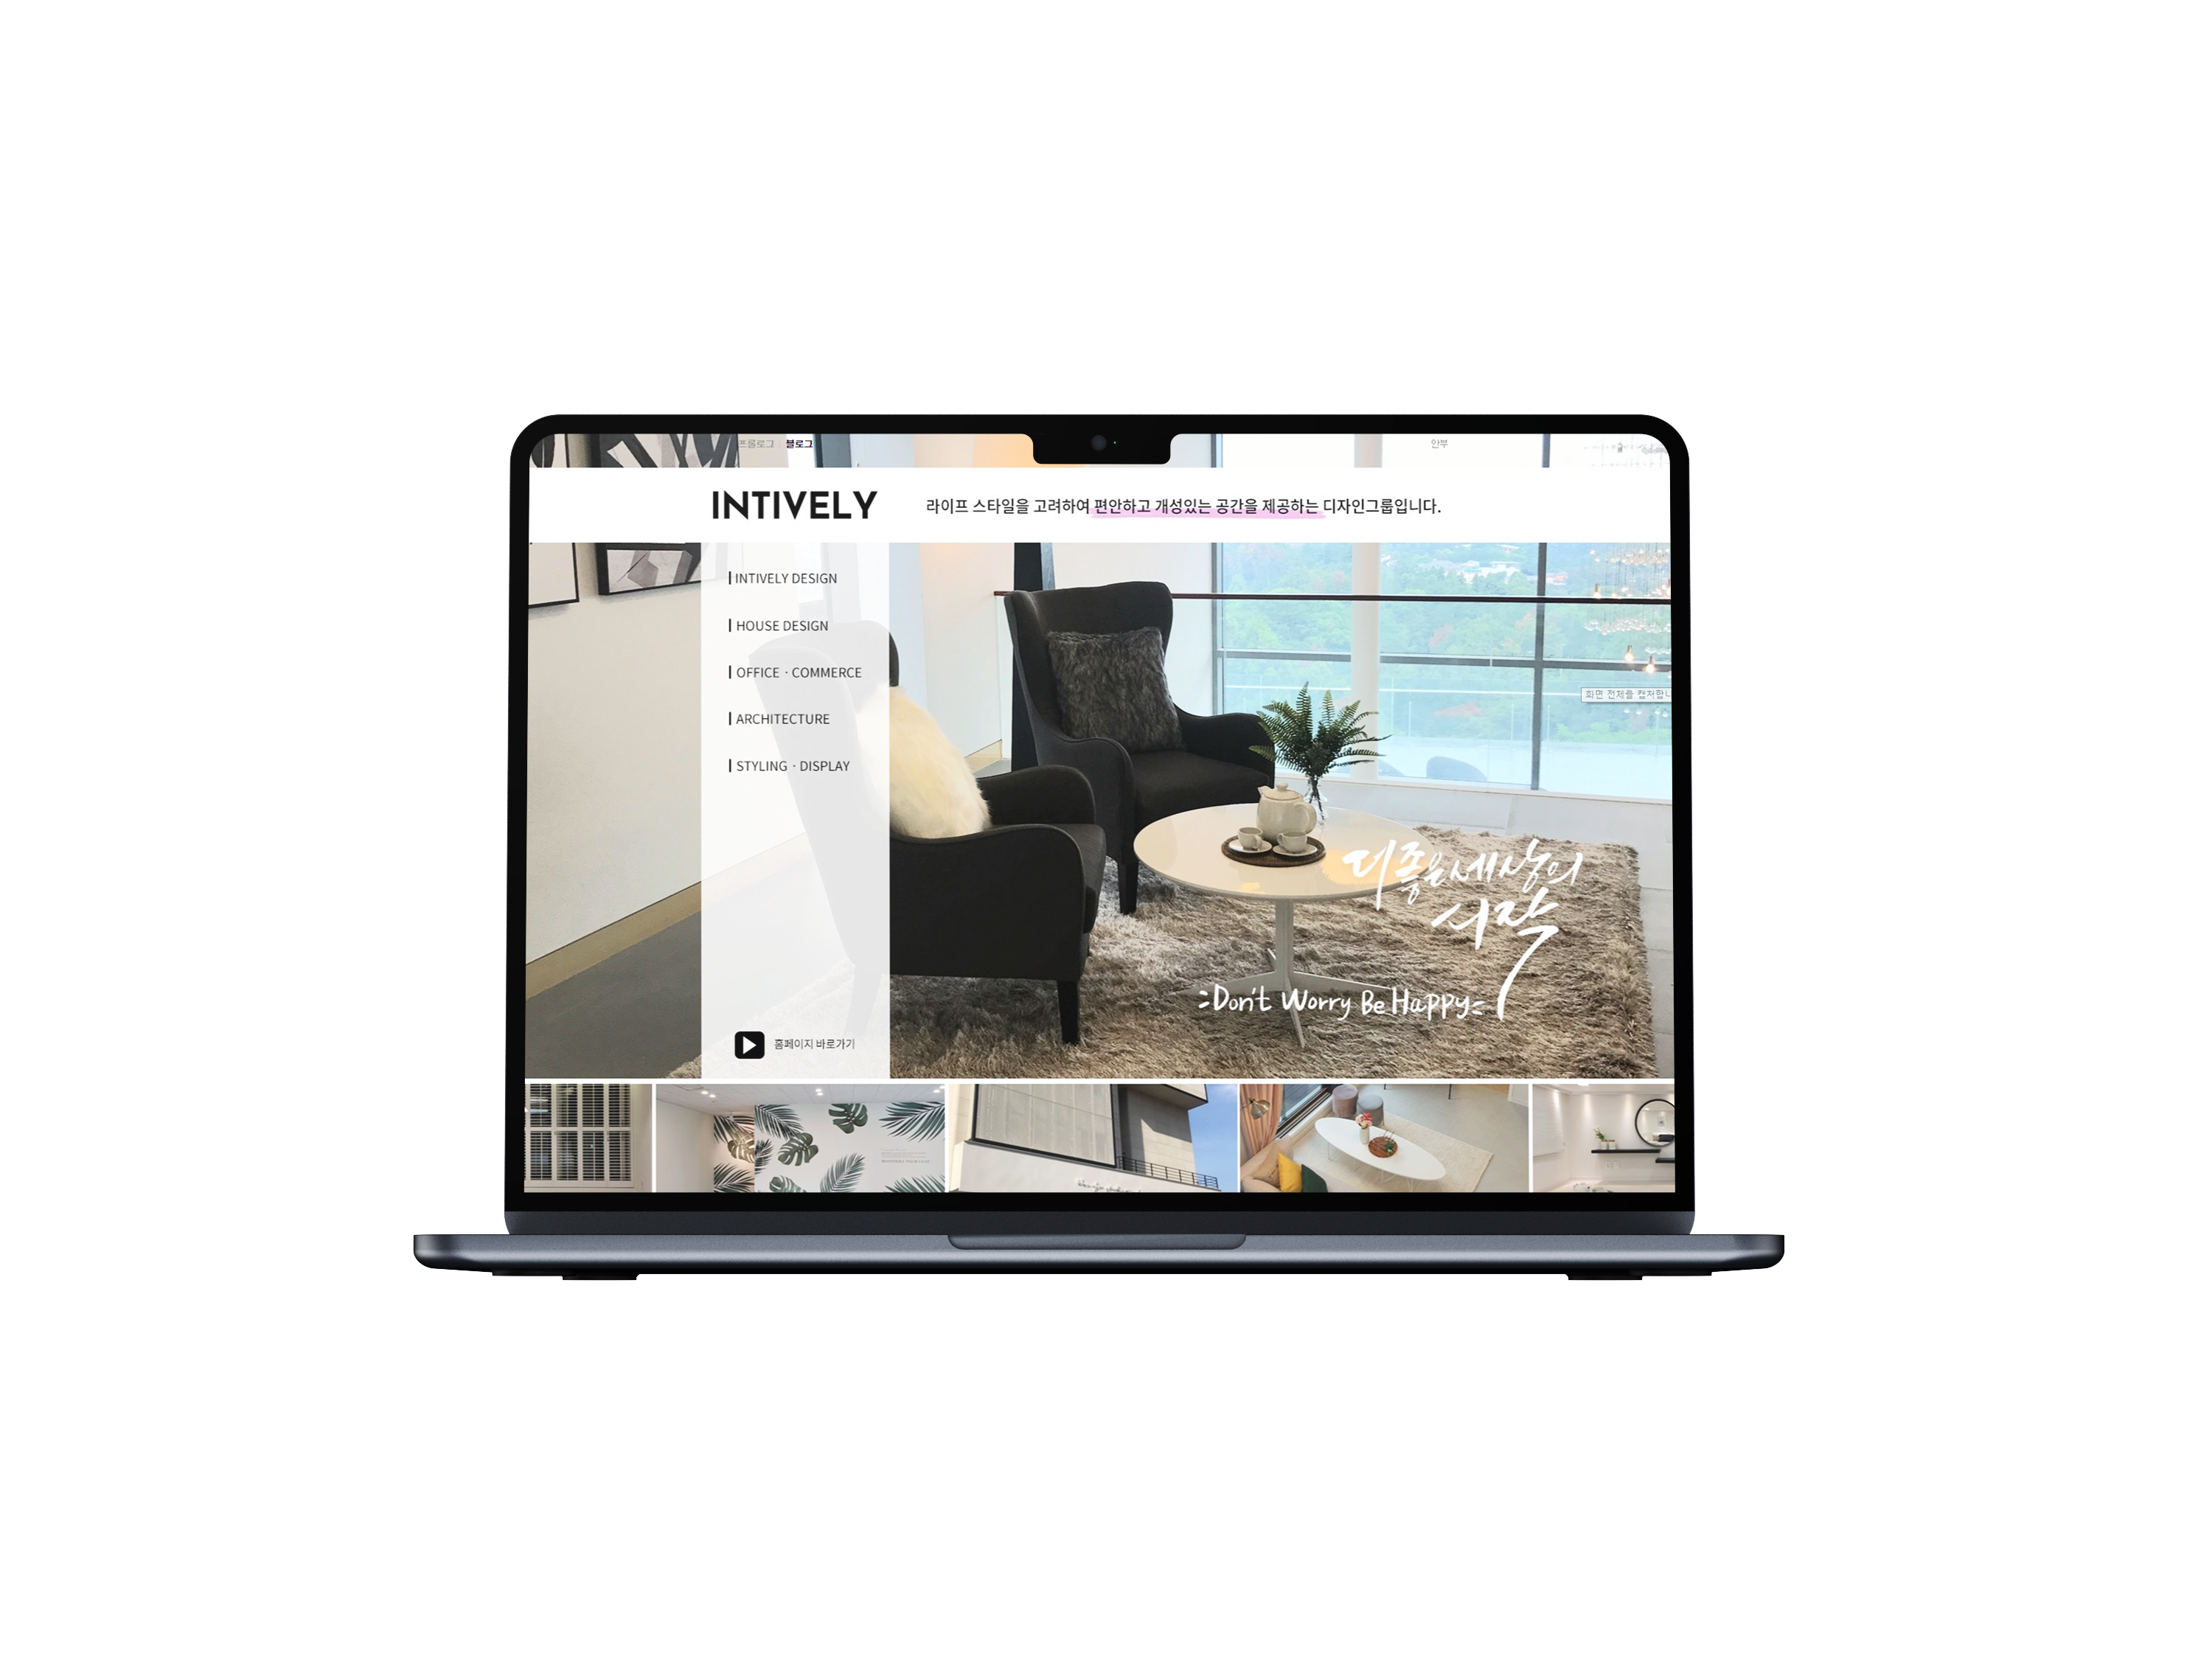 프롤로그 | 블로그
안부
INTIVELY
라이프 스타일을 고려하여 편안하고 개성있는 공간을 제공하는 디자인그룹입니다.
INTIVELY DESIGN
HOUSE DESIGN
OFFICE · COMMERCE
ARCHITECTURE
STYLING · DISPLAY
화면 전체를 캡처합니
더 좋은 세상의
시작
Don't Worry Be Happy
홈페이지 바로가기